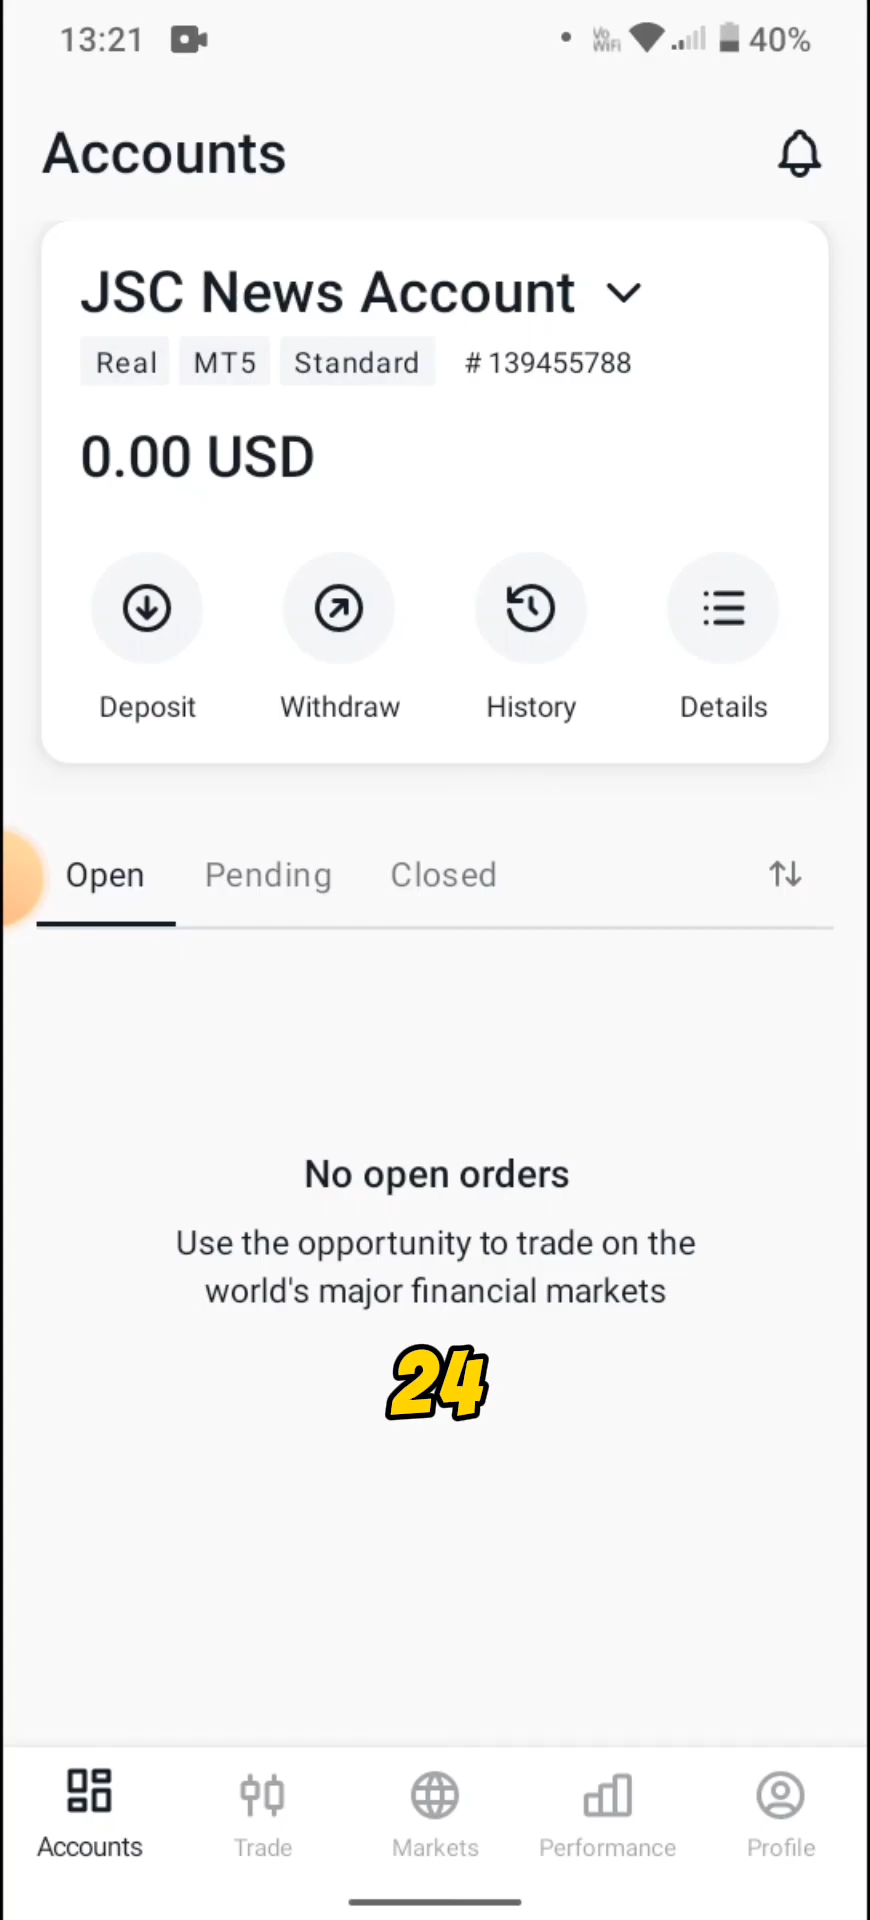 13:21
Vo WiFi 40%
Accounts
JSC News Account
Real MT5 Standard # 139455788
0.00 USD
Deposit Withdraw History Details
Open Pending Closed
No open orders
Use the opportunity to trade on the
world's major financial markets
24
Accounts Trade Markets Performance Profile